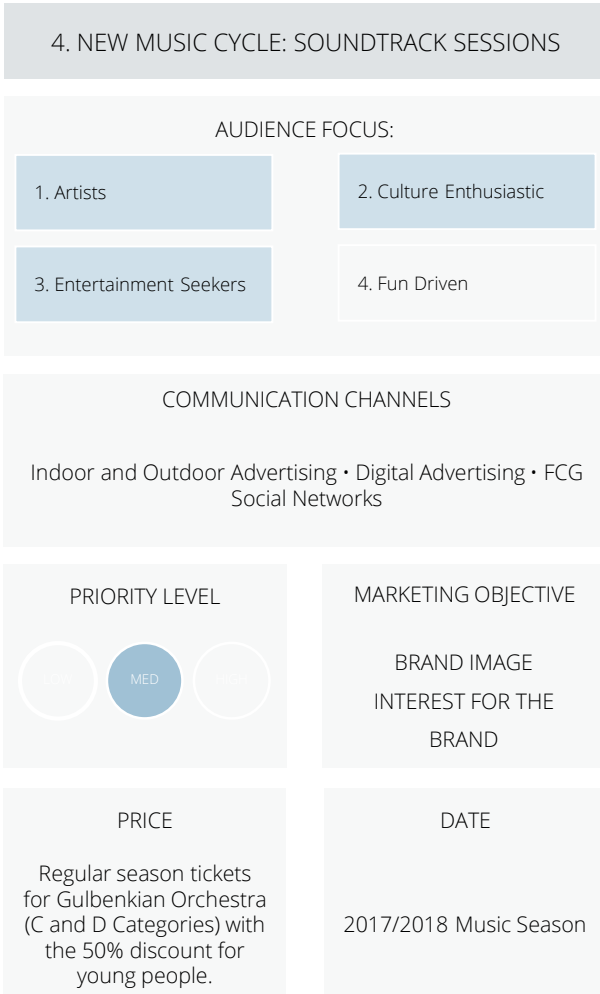 4. NEW MUSIC CYCLE: SOUNDTRACK SESSIONS
AUDIENCE FOCUS:
1. Artists
2. Culture Enthusiastic
3. Entertainment Seekers
4. Fun Driven
COMMUNICATION CHANNELS
Indoor and Outdoor Advertising • Digital Advertising • FCG
Social Networks
PRIORITY LEVEL
MED
MARKETING OBJECTIVE
BRAND IMAGE
INTEREST FOR THE
BRAND
PRICE
Regular season tickets
for Gulbenkian Orchestra
(C and D Categories) with
the 50% discount for
young people.
DATE
2017/2018 Music Season